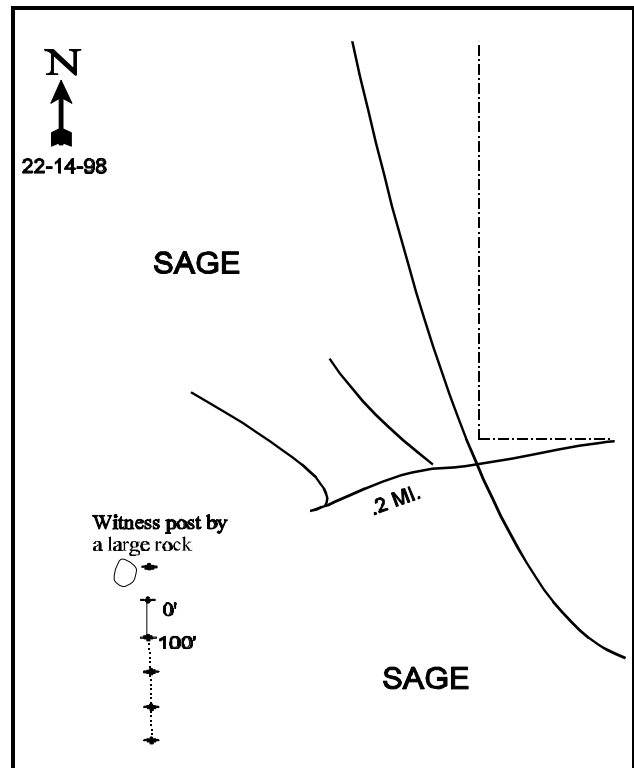 N
22-14-98
SAGE
.2 MI.
Witness post by
a large rock
0'
100'
SAGE